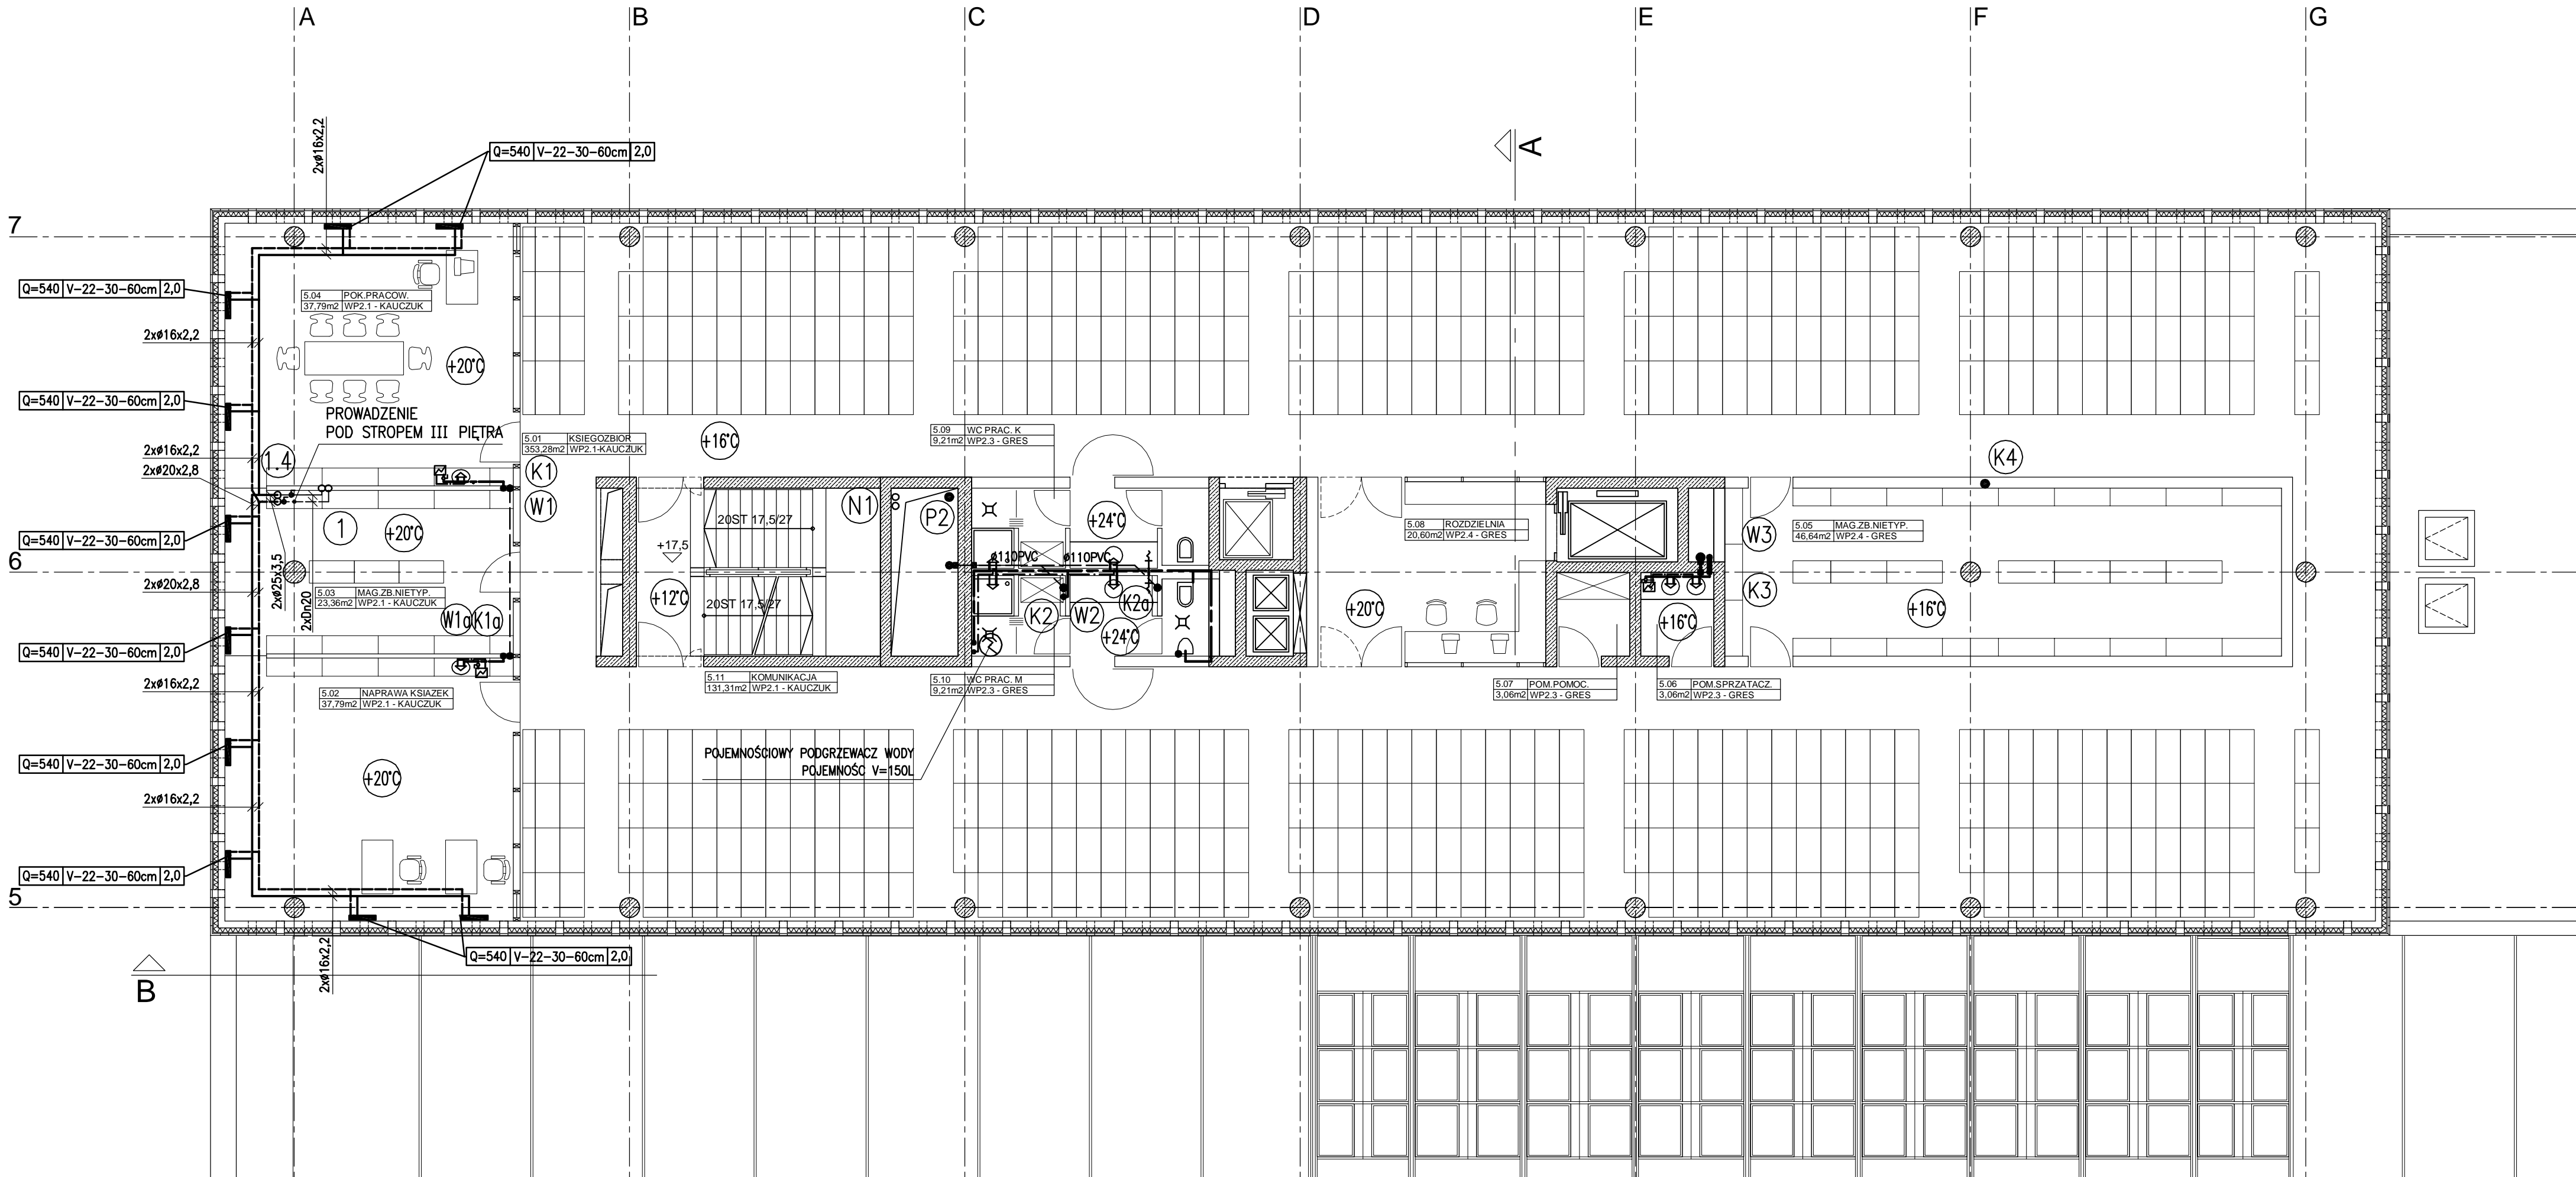 A
B
C
D
E
F
G
2xø16x2,2
Q=540 V-22-30-60cm 2,0
A
7
Q=540 V-22-30-60cm 2,0
5.04 POK.PRACOW.
37,79m2 WP2.1 - KAUCZUK
2xø16x2,2
+20°C
Q=540 V-22-30-60cm 2,0
PROWADZENIE
POD STROPEM III PIĘTRA
5.01 KSIEGOZBIOR
353,28m2 WP2.1-KAUCZUK
+16°C
5.09 WC PRAC. K
9,21m2 WP2.3 - GRES
2xø16x2,2
2xø20x2,8
1.4
K1
K4
W1
N1
P2
1
+20°C
20ST 17,5/27
+24°C
5.08 ROZDZIELNIA
20,60m2 WP2.4 - GRES
W3
5.05 MAG.ZB.NIETYP.
46,64m2 WP2.4 - GRES
Q=540 V-22-30-60cm 2,0
+17,5
ø110PVC
ø110PVC
6
2xø20x2,8
2xø25x3,5
2xDn20
5.03 MAG.ZB.NIETYP.
23,36m2 WP2.1 - KAUCZUK
W1a
K1a
+12°C
20ST 17,5/27
K2
W2
K2a
+24°C
+20°C
+16°C
K3
+16°C
Q=540 V-22-30-60cm 2,0
2xø16x2,2
5.02 NAPRAWA KSIAZEK
37,79m2 WP2.1 - KAUCZUK
5.11 KOMUNIKACJA
131,31m2 WP2.1 - KAUCZUK
5.10 WC PRAC. M
9,21m2 WP2.3 - GRES
5.07 POM.POMOC.
3,06m2 WP2.3 - GRES
5.06 POM.SPRZATACZ.
3,06m2 WP2.3 - GRES
POJEMNOŚCIOWY PODGRZEWACZ WODY
POJEMNOŚC V=150L
Q=540 V-22-30-60cm 2,0
+20°C
2xø16x2,2
Q=540 V-22-30-60cm 2,0
5
2xø16x2,2
Q=540 V-22-30-60cm 2,0
B